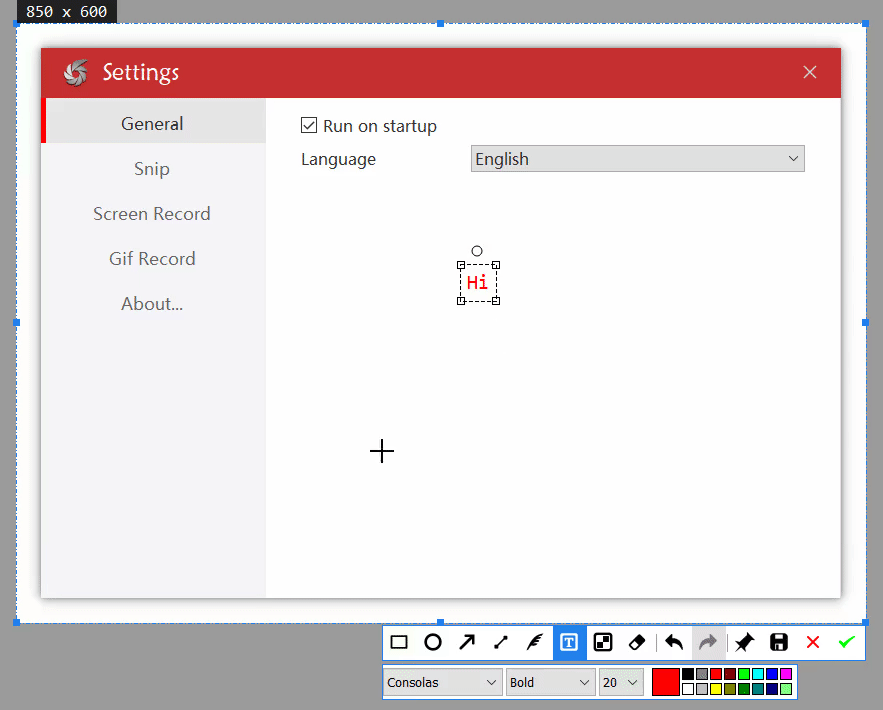 850 x 600
Settings
General
Snip
Screen Record
Gif Record
About...
Run on startup
Language
English
Hi
T
Consolas
Bold
20